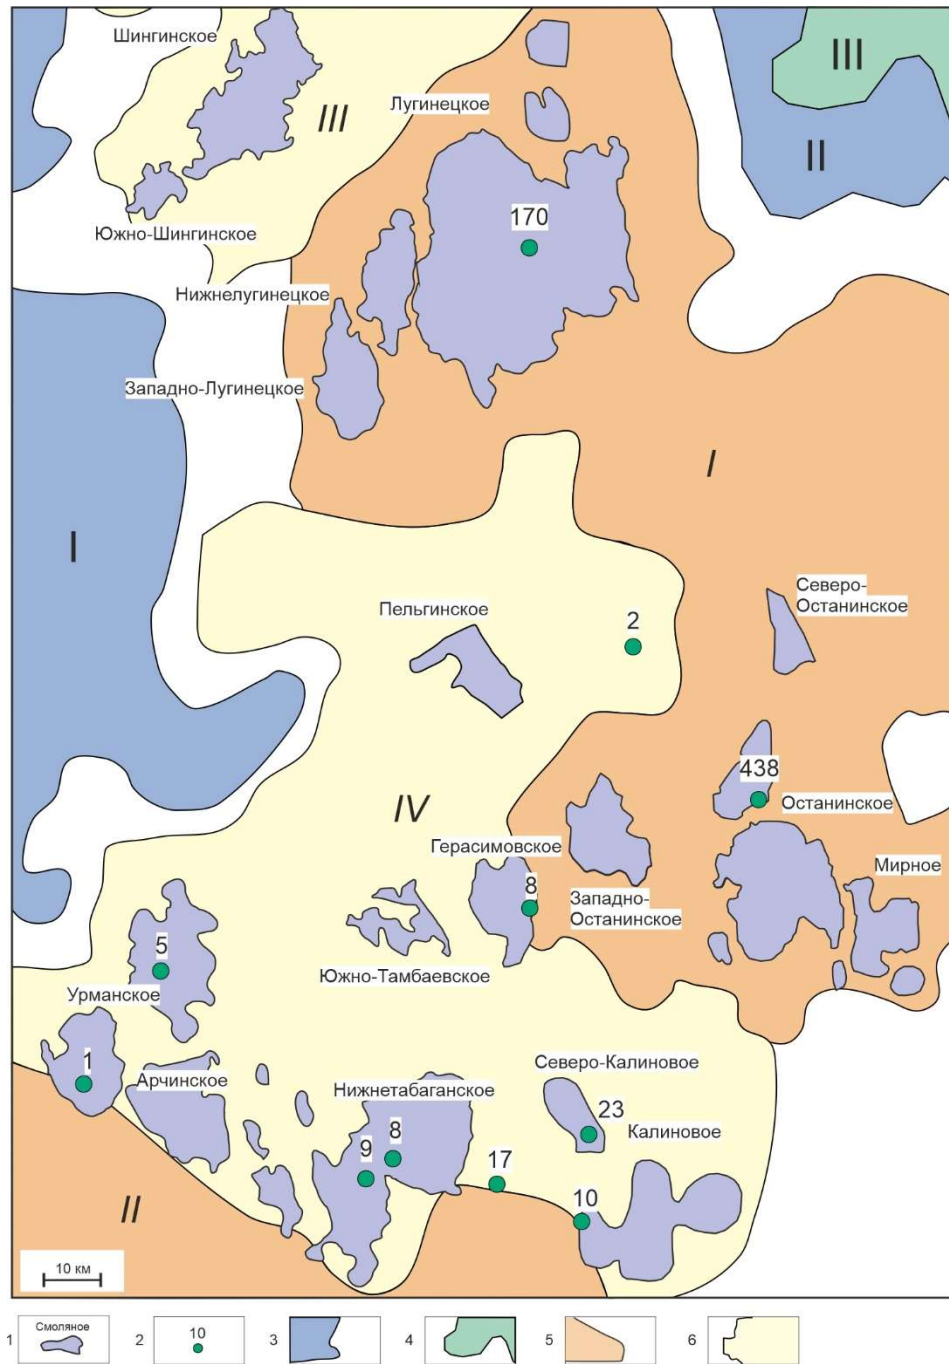 Шингинское
III
III
Лугинецкое
II
170
Южно-Шингинское
Нижнелугинецкое
Западно-Лугинецкое
I
I
Северо-
Останинское
Пельгинское
2
438
Останинское
IV
Герасимовское
Мирное
8
Западно-
Останинское
5
Южно-Тамбаевское
Урманское
1
Арчинское
Нижнетабаганское
Северо-Калиновое
23
Калиновое
8
9
17
10
II
10 км
1
Смоляное
2
10
3
4
5
6